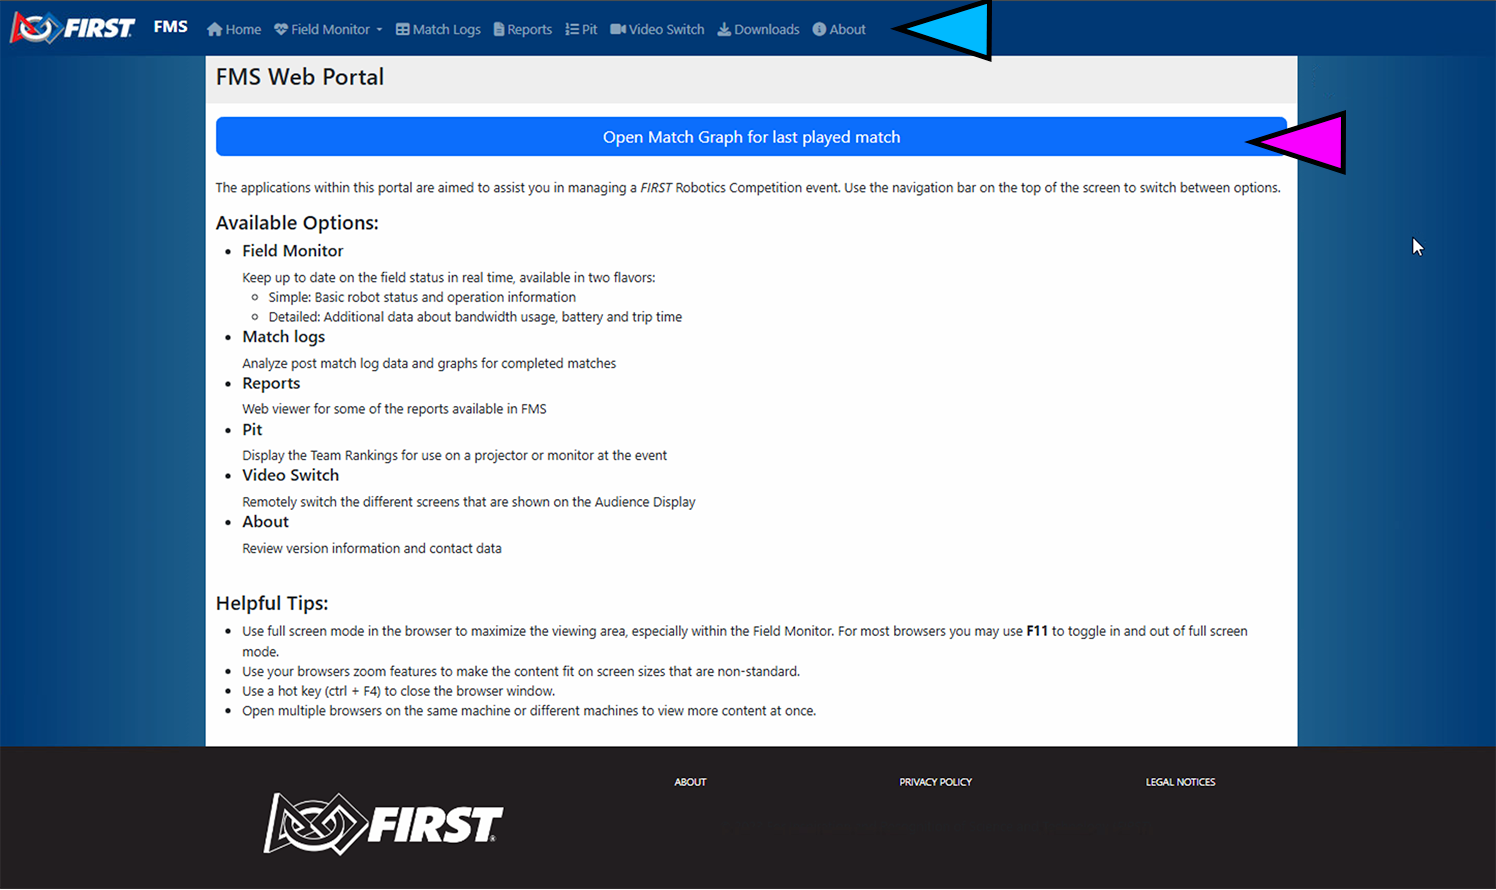 FIRST FMS Home Field Monitor Match Logs Reports Pit Video Switch Downloads About
FMS Web Portal
Open Match Graph for last played match
The applications within this portal are aimed to assist you in managing a FIRST Robotics Competition event. Use the navigation bar on the top of the screen to switch between options.
Available Options:
• Field Monitor
Keep up to date on the field status in real time, available in two flavors:
◦ Simple: Basic robot status and operation information
◦ Detailed: Additional data about bandwidth usage, battery and trip time
• Match logs
Analyze post match log data and graphs for completed matches
• Reports
Web viewer for some of the reports available in FMS
• Pit
Display the Team Rankings for use on a projector or monitor at the event
• Video Switch
Remotely switch the different screens that are shown on the Audience Display
• About
Review version information and contact data
Helpful Tips:
• Use full screen mode in the browser to maximize the viewing area, especially within the Field Monitor. For most browsers you may use F11 to toggle in and out of full screen
mode.
• Use your browsers zoom features to make the content fit on screen sizes that are non-standard.
• Use a hot key (ctrl + F4) to close the browser window.
• Open multiple browsers on the same machine or different machines to view more content at once.
ABOUT PRIVACY POLICY LEGAL NOTICES
FIRST®